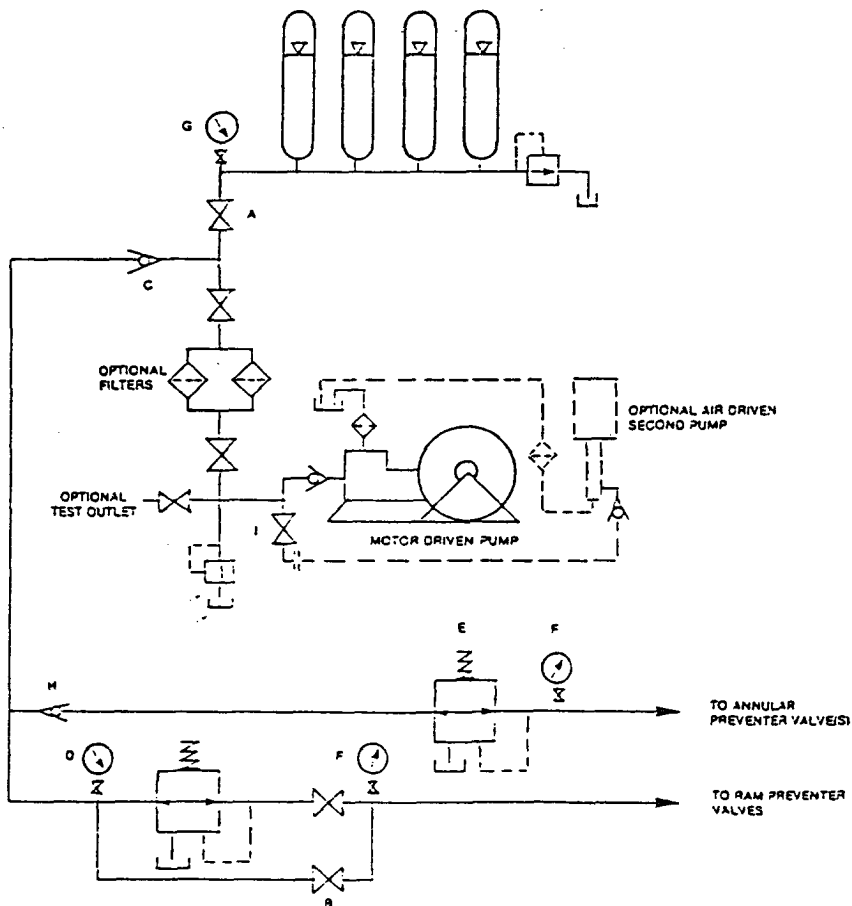 G
A
C
OPTIONAL
FILTERS
OPTIONAL AIR DRIVEN
SECOND PUMP
OPTIONAL
TEST OUTLET
I
MOTOR DRIVEN PUMP
E
F
H
TO ANNULAR
PREVENTER VALVE(S)
D
F
TO RAM PREVENTER
VALVES
B